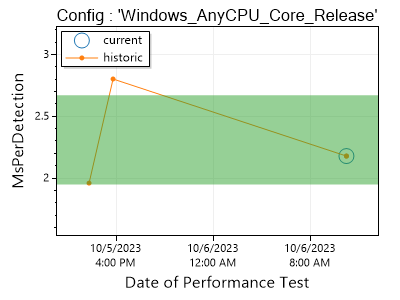 Config : 'Windows_AnyCPU_Core_Release'
current
historic
MsPerDetection
3
2.5
2
10/5/2023
4:00 PM
10/6/2023
12:00 AM
10/6/2023
8:00 AM
Date of Performance Test